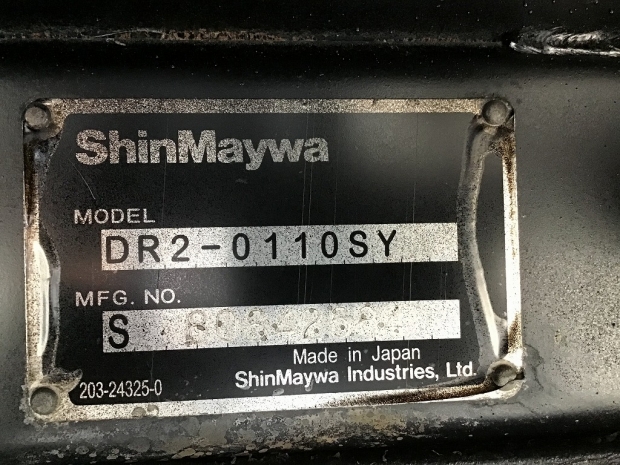 ShinMaywa
MODEL
DR2-0110SY
MFG. NO.
S
Made in Japan
203-24325-0
ShinMaywa Industries, Ltd.